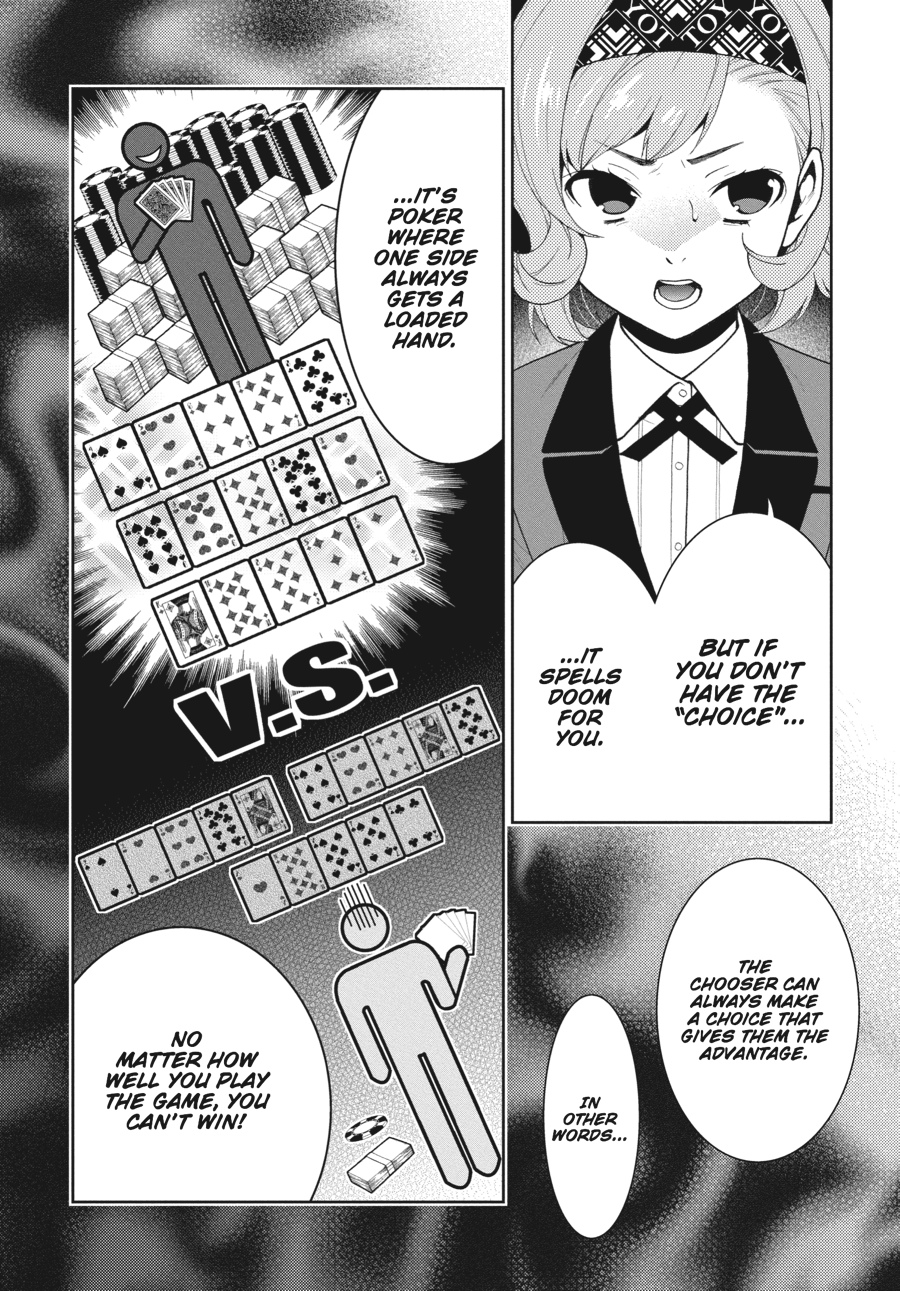 BUT IF
YOU DON'T
HAVE THE
"CHOICE"...
...IT
SPELLS
DOOM
FOR
YOU.
THE
CHOOSER CAN
ALWAYS MAKE
A CHOICE THAT
GIVES THEM THE
ADVANTAGE.
IN
OTHER
WORDS...
...IT'S
POKER
WHERE
ONE SIDE
ALWAYS
GETS A
LOADED
HAND.
V.S.
NO
MATTER HOW
WELL YOU PLAY
THE GAME, YOU
CAN'T WIN!